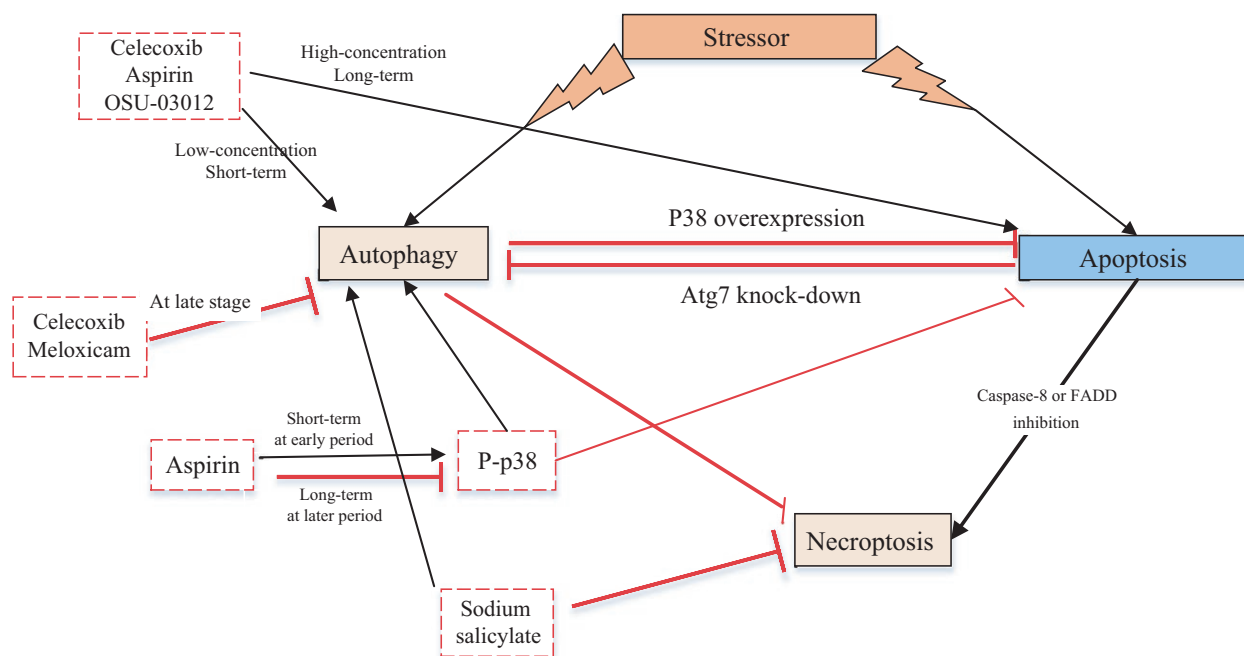 Stressor
Celecoxib
Aspirin
OSU-03012
High-concentration
Long-term
Low-concentration
Short-term
P38 overexpression
Autophagy
Apoptosis
Atg7 knock-down
At late stage
Celecoxib
Meloxicam
Caspase-8 or FADD
inhibition
Short-term
at early period
Aspirin
P-p38
Long-term
at later period
Necroptosis
Sodium
salicylate